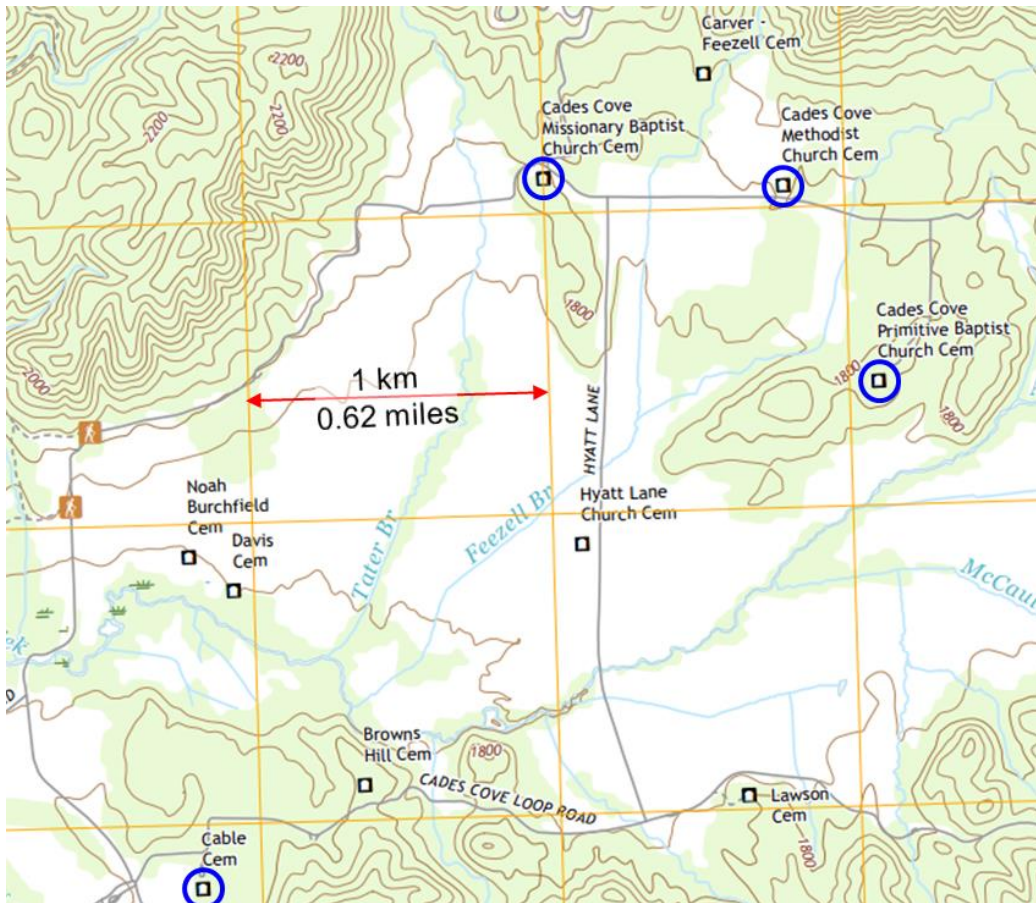 2200
2200
2200
Carver -
Feezell Cem
Cades Cove
Missionary Baptist
Church Cem
Cades Cove
Methodist
Church Cem
1800
Cades Cove
Primitive Baptist
Church Cem
1800
1800
2000
1 km
0.62 miles
HYATT LANE
Noah
Burchfield
Cem
Davis
Cem
Tater Br
Feezell Br
Hyatt Lane
Church Cem
McCaul
ek
D
Browns
Hill Cem
1800
CADES COVE LOOP ROAD
Lawson
Cem
1800
Cable
Cem